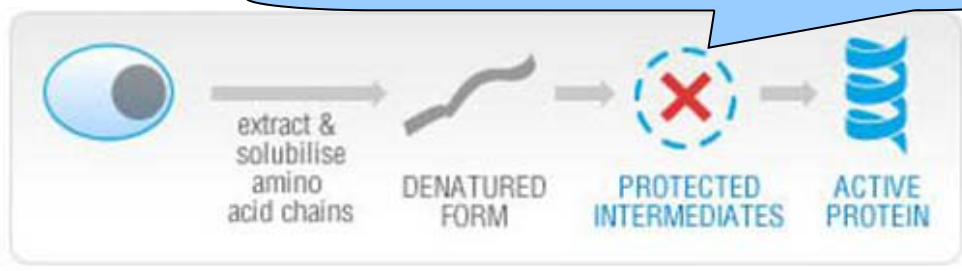 extract &
solubilise
amino
acid chains
DENATURED
FORM
PROTECTED
INTERMEDIATES
ACTIVE
PROTEIN